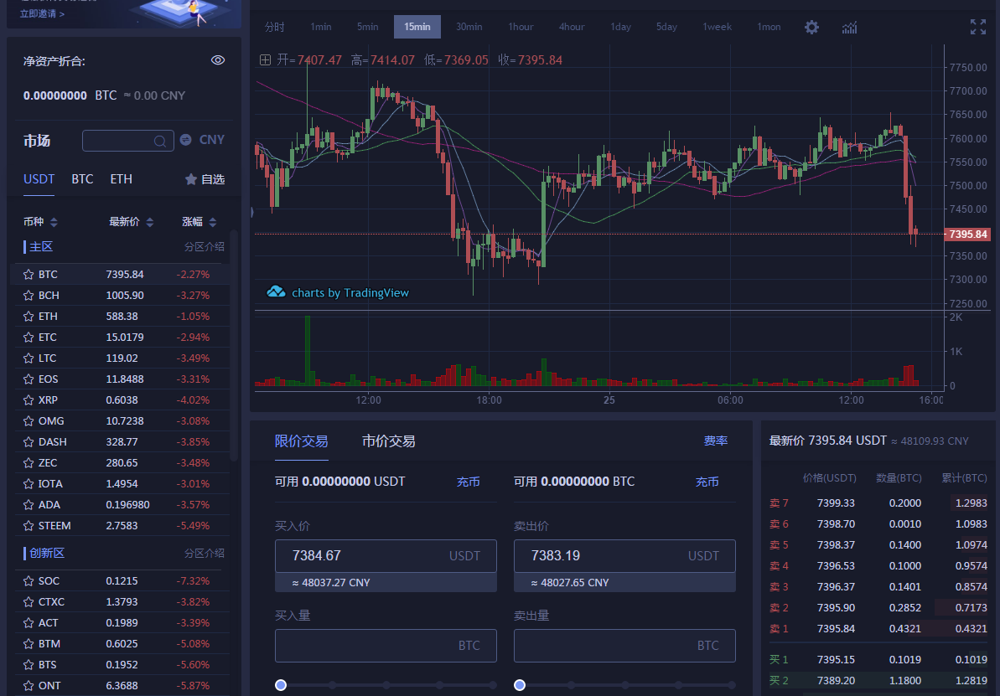 立即邀请 >
净资产折合:
0.00000000 BTC ≈ 0.00 CNY
市场 CNY
USDT BTC ETH 自选
币种 最新价 涨幅
主区 分区介绍
BTC 7395.84 -2.27%
BCH 1005.90 -3.27%
ETH 588.38 -1.05%
ETC 15.0179 -2.94%
LTC 119.02 -3.49%
EOS 11.8488 -3.31%
XRP 0.6038 -4.02%
OMG 10.7238 -3.08%
DASH 328.77 -3.85%
ZEC 280.65 -3.48%
IOTA 1.4954 -3.01%
ADA 0.196980 -3.57%
STEEM 2.7583 -5.49%
创新区 分区介绍
SOC 0.1215 -7.32%
CTXC 1.3793 -3.82%
ACT 0.1989 -3.39%
BTM 0.6025 -5.08%
BTS 0.1952 -5.60%
ONT 6.3688 -5.87%
分时 1min 5min 15min 30min 1hour 4hour 1day 5day 1week 1mon
开=7407.47 高=7414.07 低=7369.05 收=7395.84
7750.00
7700.00
7650.00
7600.00
7550.00
7500.00
7450.00
7395.84
7350.00
7300.00
7250.00
charts by TradingView
2K
1K
0
12:00 18:00 25 06:00 12:00 16:00
限价交易 市价交易 费率
可用 0.00000000 USDT 充币
可用 0.00000000 BTC 充币
买入价
7384.67 USDT
≈ 48037.27 CNY
买入量
BTC
卖出价
7383.19 USDT
≈ 48027.65 CNY
卖出量
BTC
最新价 7395.84 USDT ≈ 48109.93 CNY
价格(USDT) 数量(BTC) 累计(BTC)
卖 7 7399.33 0.2000 1.2983
卖 6 7398.70 0.0010 1.0983
卖 5 7398.37 0.1400 1.0974
卖 4 7396.53 0.1000 0.9574
卖 3 7396.37 0.1401 0.8574
卖 2 7395.90 0.2852 0.7173
卖 1 7395.84 0.4321 0.4321
买 1 7395.15 0.1019 0.1019
买 2 7389.20 1.1800 1.2819